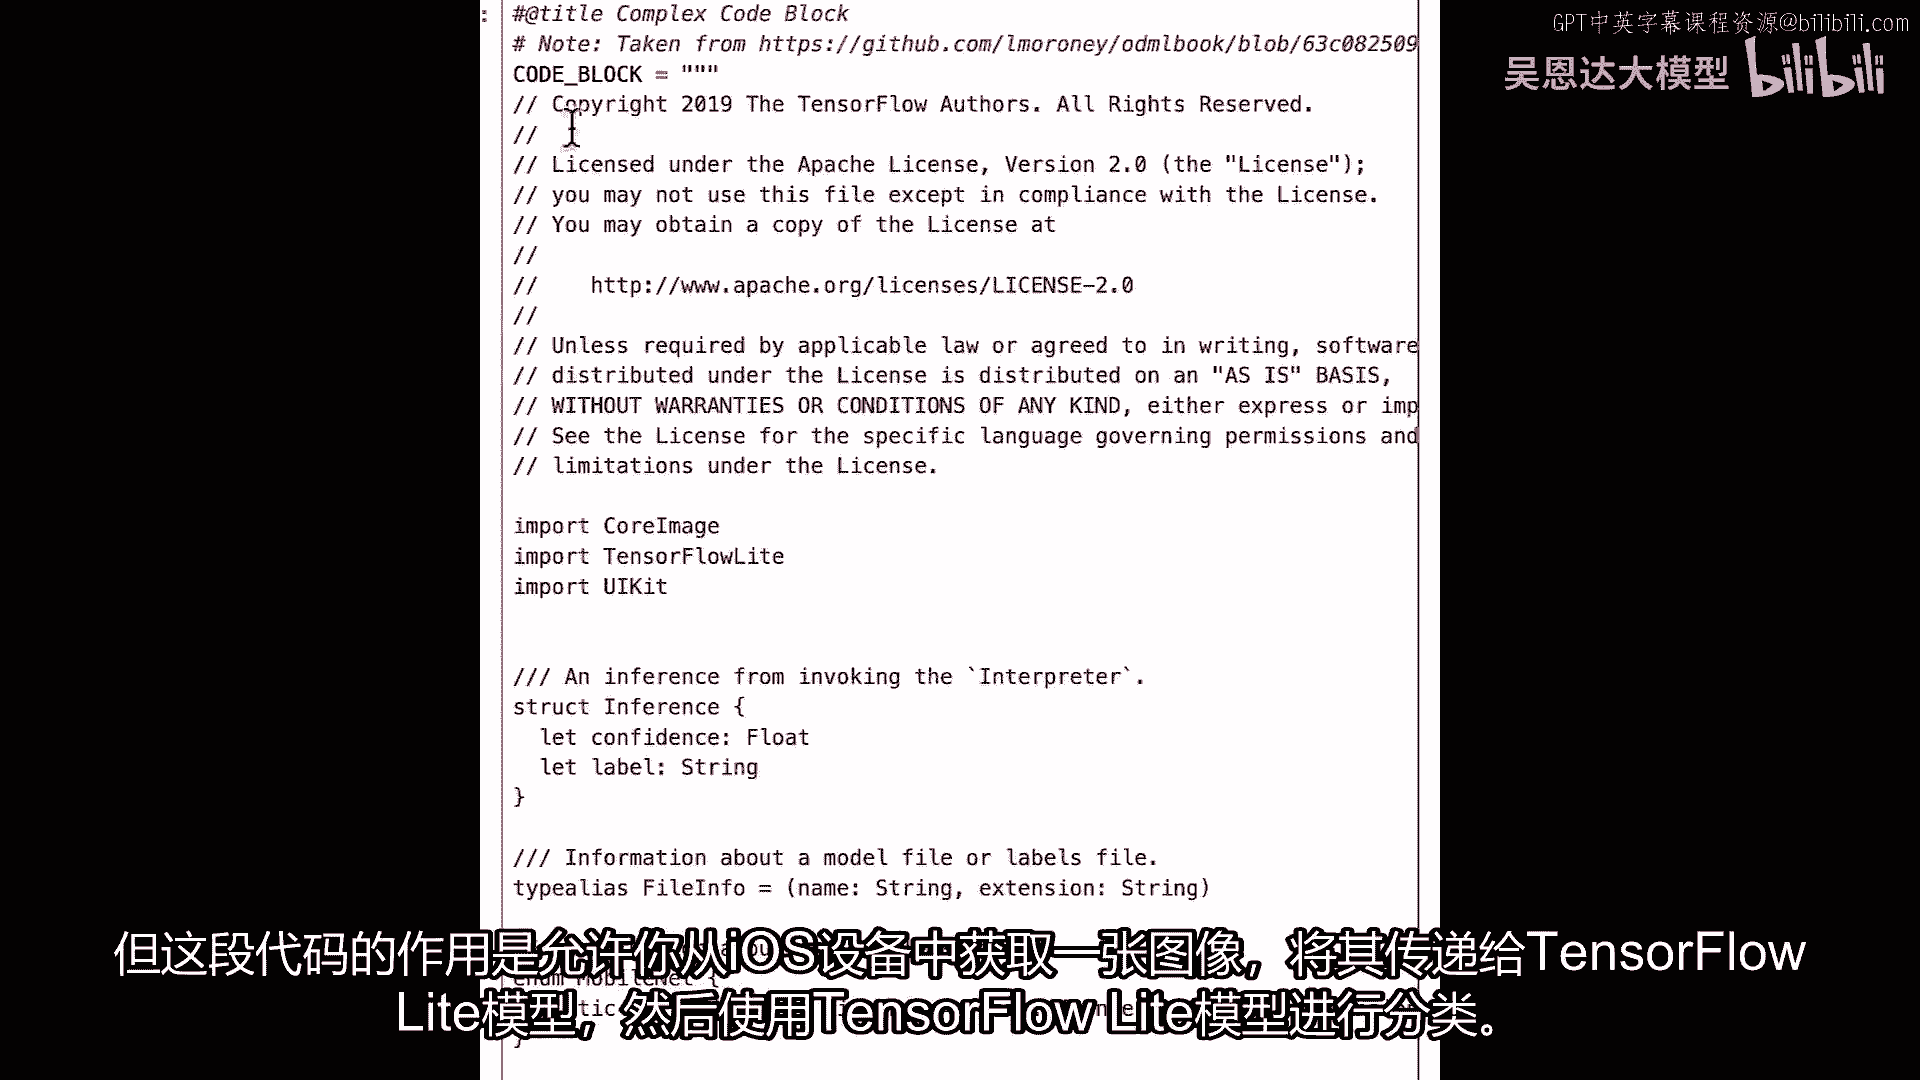 GPT中英字幕课程资源@bilibili.com
吴恩达大模型 bilibili
:
#@title Complex Code Block
# Note: Taken from https://github.com/lmoroney/odmlbook/blob/63c082509
CODE_BLOCK = """
// Copyright 2019 The TensorFlow Authors. All Rights Reserved.
//
// Licensed under the Apache License, Version 2.0 (the "License");
// you may not use this file except in compliance with the License.
// You may obtain a copy of the License at
//
//    http://www.apache.org/licenses/LICENSE-2.0
//
// Unless required by applicable law or agreed to in writing, software
// distributed under the License is distributed on an "AS IS" BASIS,
// WITHOUT WARRANTIES OR CONDITIONS OF ANY KIND, either express or imp
// See the License for the specific language governing permissions and
// limitations under the License.
import CoreImage
import TensorFlowLite
import UIKit
/// An inference from invoking the `Interpreter`.
struct Inference {
  let confidence: Float
  let label: String
}
/// Information about a model file or labels file.
typealias FileInfo = (name: String, extension: String)
enum MobileNet {
}
但这段代码的作用是允许你从iOS设备中获取一张图像，将其传递给TensorFlow
Lite模型，然后使用TensorFlow Lite模型进行分类。